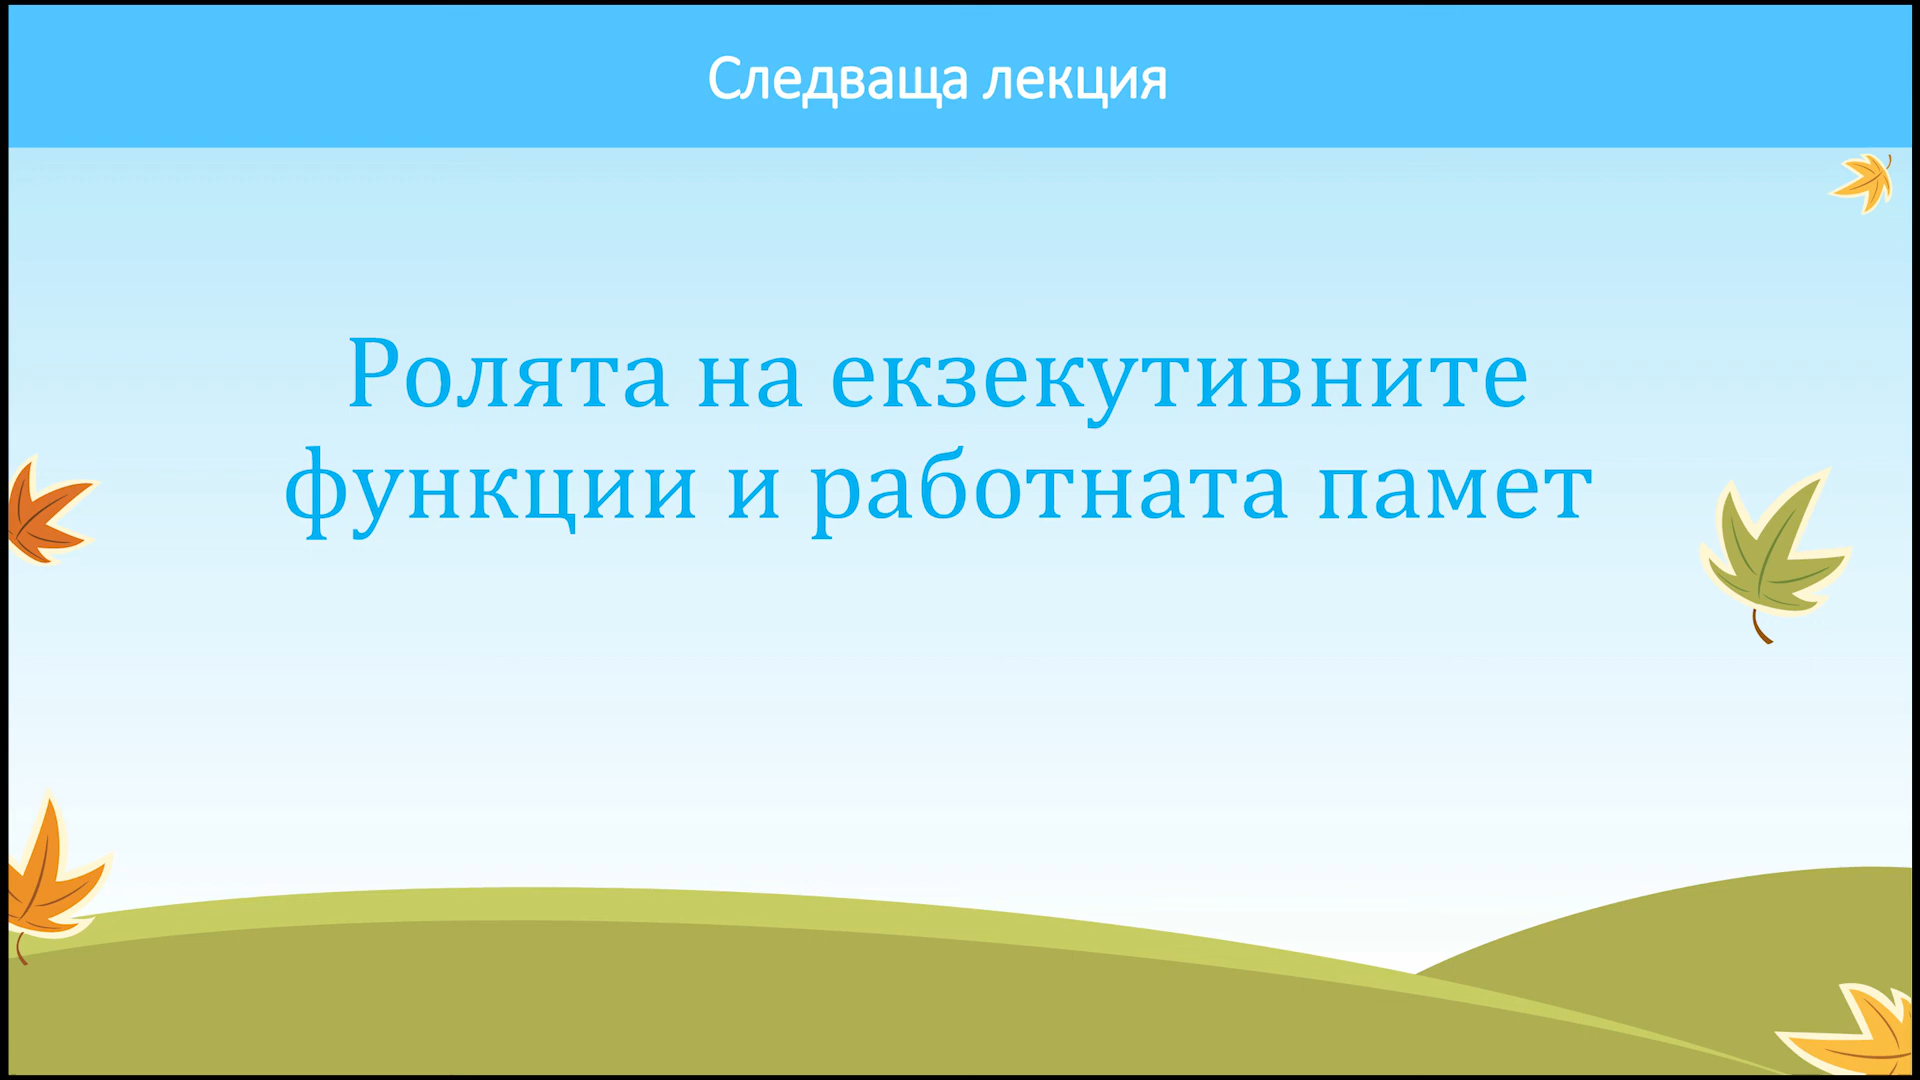 Следваща лекция
Ролята на екзекутивните
функции и работната памет